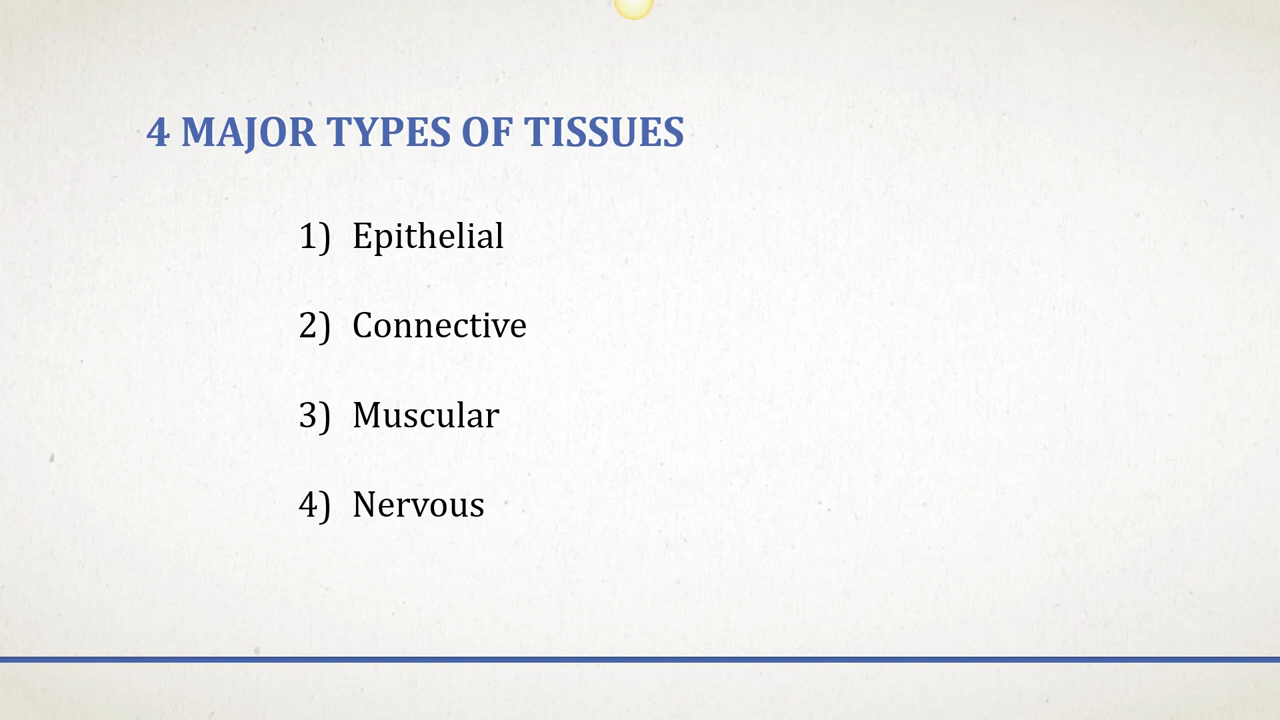 4 MAJOR TYPES OF TISSUES
1) Epithelial
2) Connective
3) Muscular
4) Nervous